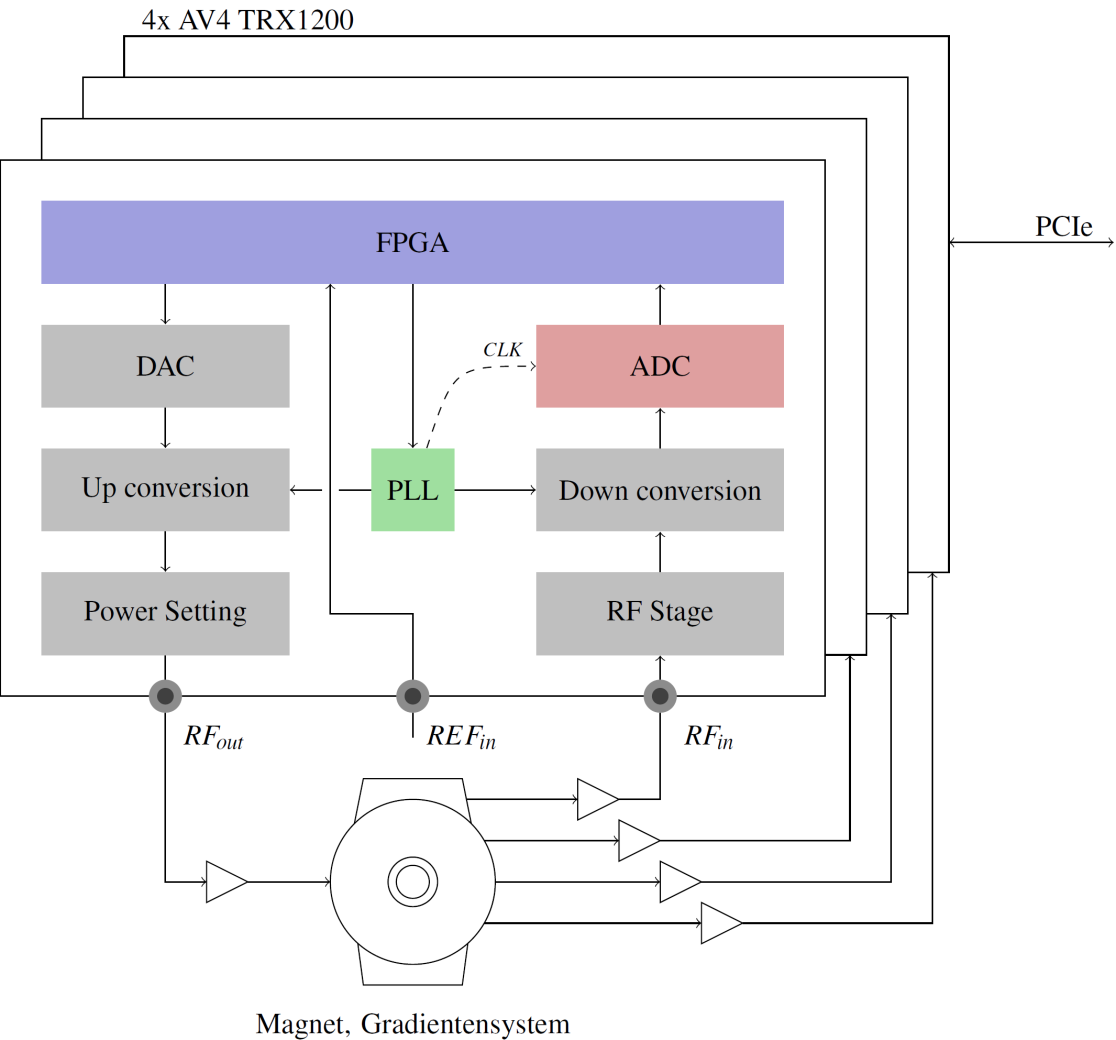 4x AV4 TRX1200
PCIe
FPGA
CLK
DAC
ADC
Up conversion
PLL
Down conversion
Power Setting
RF Stage
RFout
REFin
RFin
Magnet, Gradientensystem